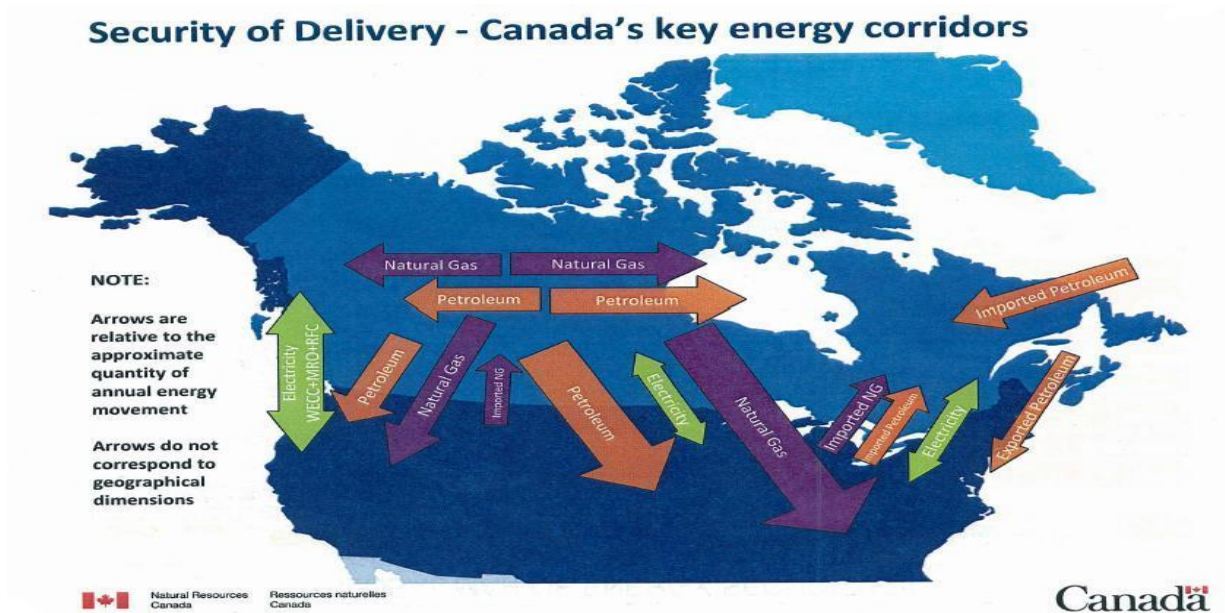 Security of Delivery - Canada's key energy corridors
Natural Gas
Natural Gas
Petroleum
Petroleum
Imported Petroleum
NOTE:
Arrows are
relative to the
approximate
quantity of
annual energy
movement
Arrows do not
correspond to
geographical
dimensions
Electricity
WECC+MRO+RFC
Petroleum
Natural Gas
Imported NG
Petroleum
Electricity
Natural Gas
Imported NG
Imported Petroleum
Electricity
Exported Petroleum
Natural Resources
Canada
Ressources naturelles
Canada
Canada